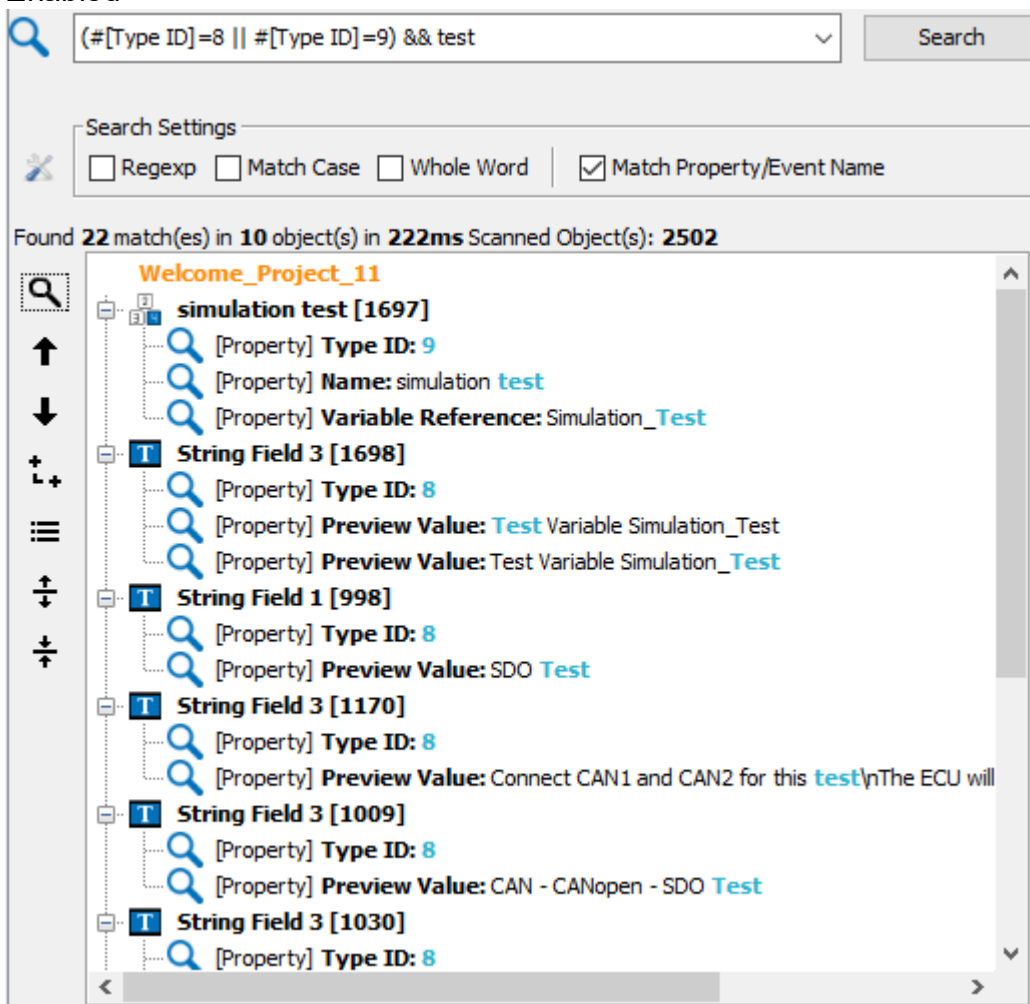 (#[Type ID]=8 || #[Type ID]=9) && test
Search
Search Settings
Regexp Match Case Whole Word Match Property/Event Name
Found 22 match(es) in 10 object(s) in 222ms Scanned Object(s): 2502
Welcome_Project_11
simulation test [1697]
[Property] Type ID: 9
[Property] Name: simulation test
[Property] Variable Reference: Simulation_Test
T String Field 3 [1698]
[Property] Type ID: 8
[Property] Preview Value: Test Variable Simulation_Test
[Property] Preview Value: Test Variable Simulation_Test
T String Field 1 [998]
[Property] Type ID: 8
[Property] Preview Value: SDO Test
T String Field 3 [1170]
[Property] Type ID: 8
[Property] Preview Value: Connect CAN1 and CAN2 for this test\nThe ECU will
T String Field 3 [1009]
[Property] Type ID: 8
[Property] Preview Value: CAN - CANopen - SDO Test
T String Field 3 [1030]
[Property] Type ID: 8